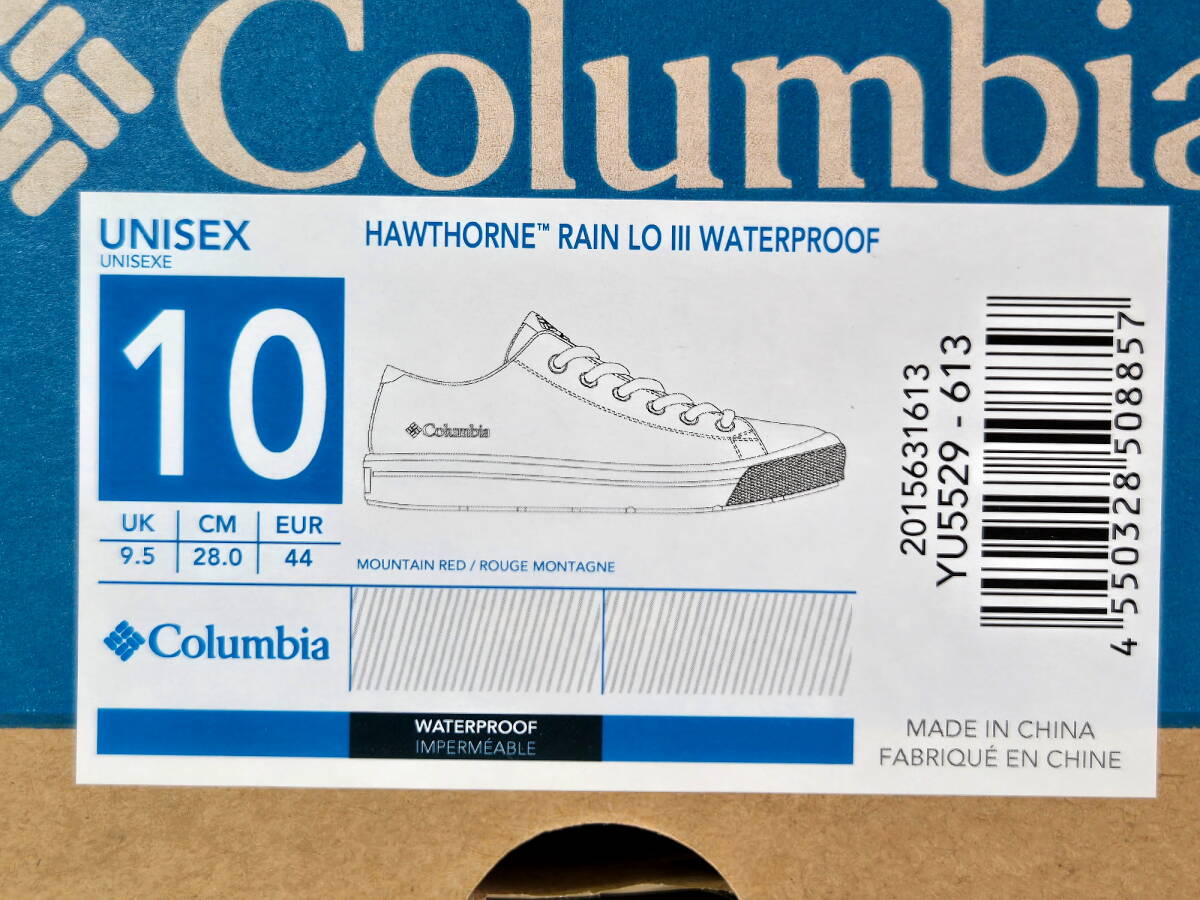 Columbia
UNISEX
UNISEXE
10
UK CM EUR
9.5 28.0 44
HAWTHORNE™ RAIN LO III WATERPROOF
Columbia
MOUNTAIN RED / ROUGE MONTAGNE
Columbia
WATERPROOF
IMPERMÉABLE
2015631613
YU5529 - 613
4 550328 508857
MADE IN CHINA
FABRIQUÉ EN CHINE